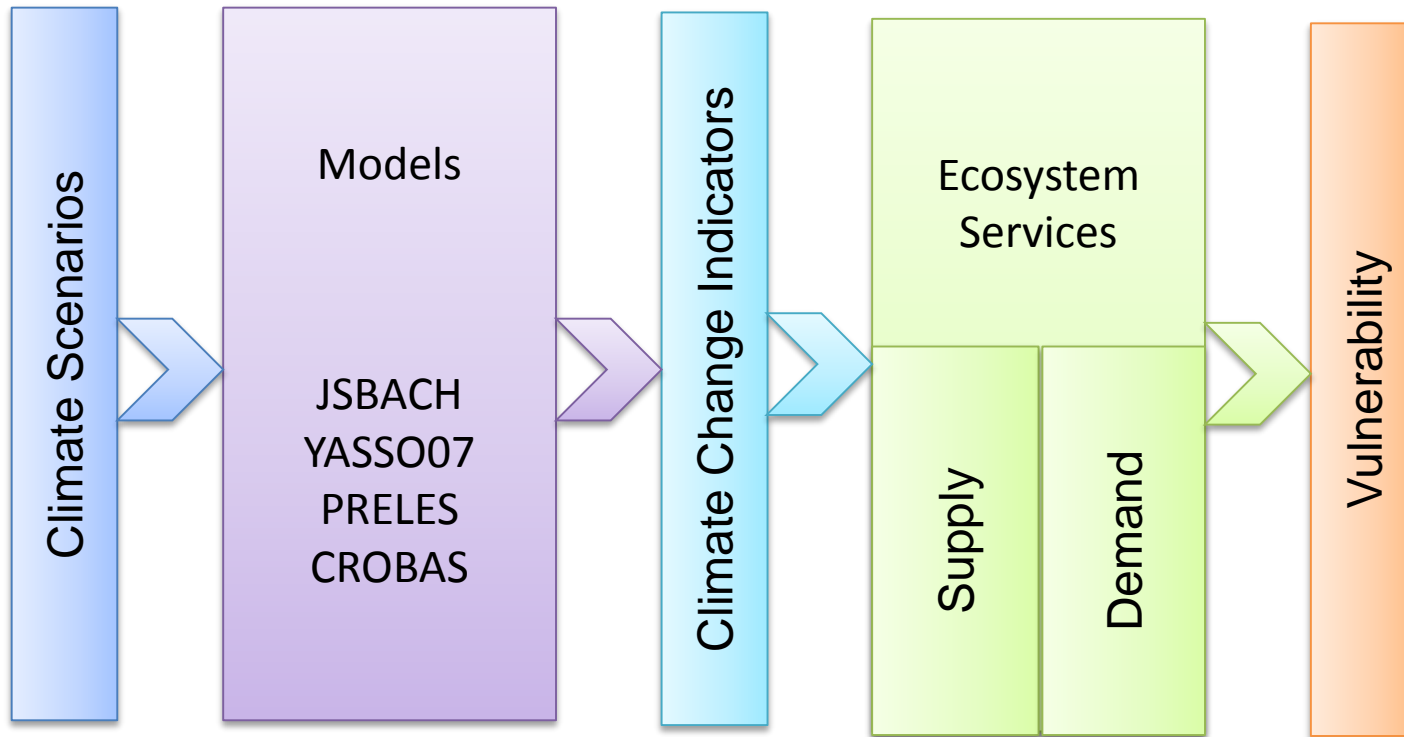 Climate Scenarios
Models
JSBACH
YASSO07
PRELES
CROBAS
Climate Change Indicators
Ecosystem
Services
Supply
Demand
Vulnerability